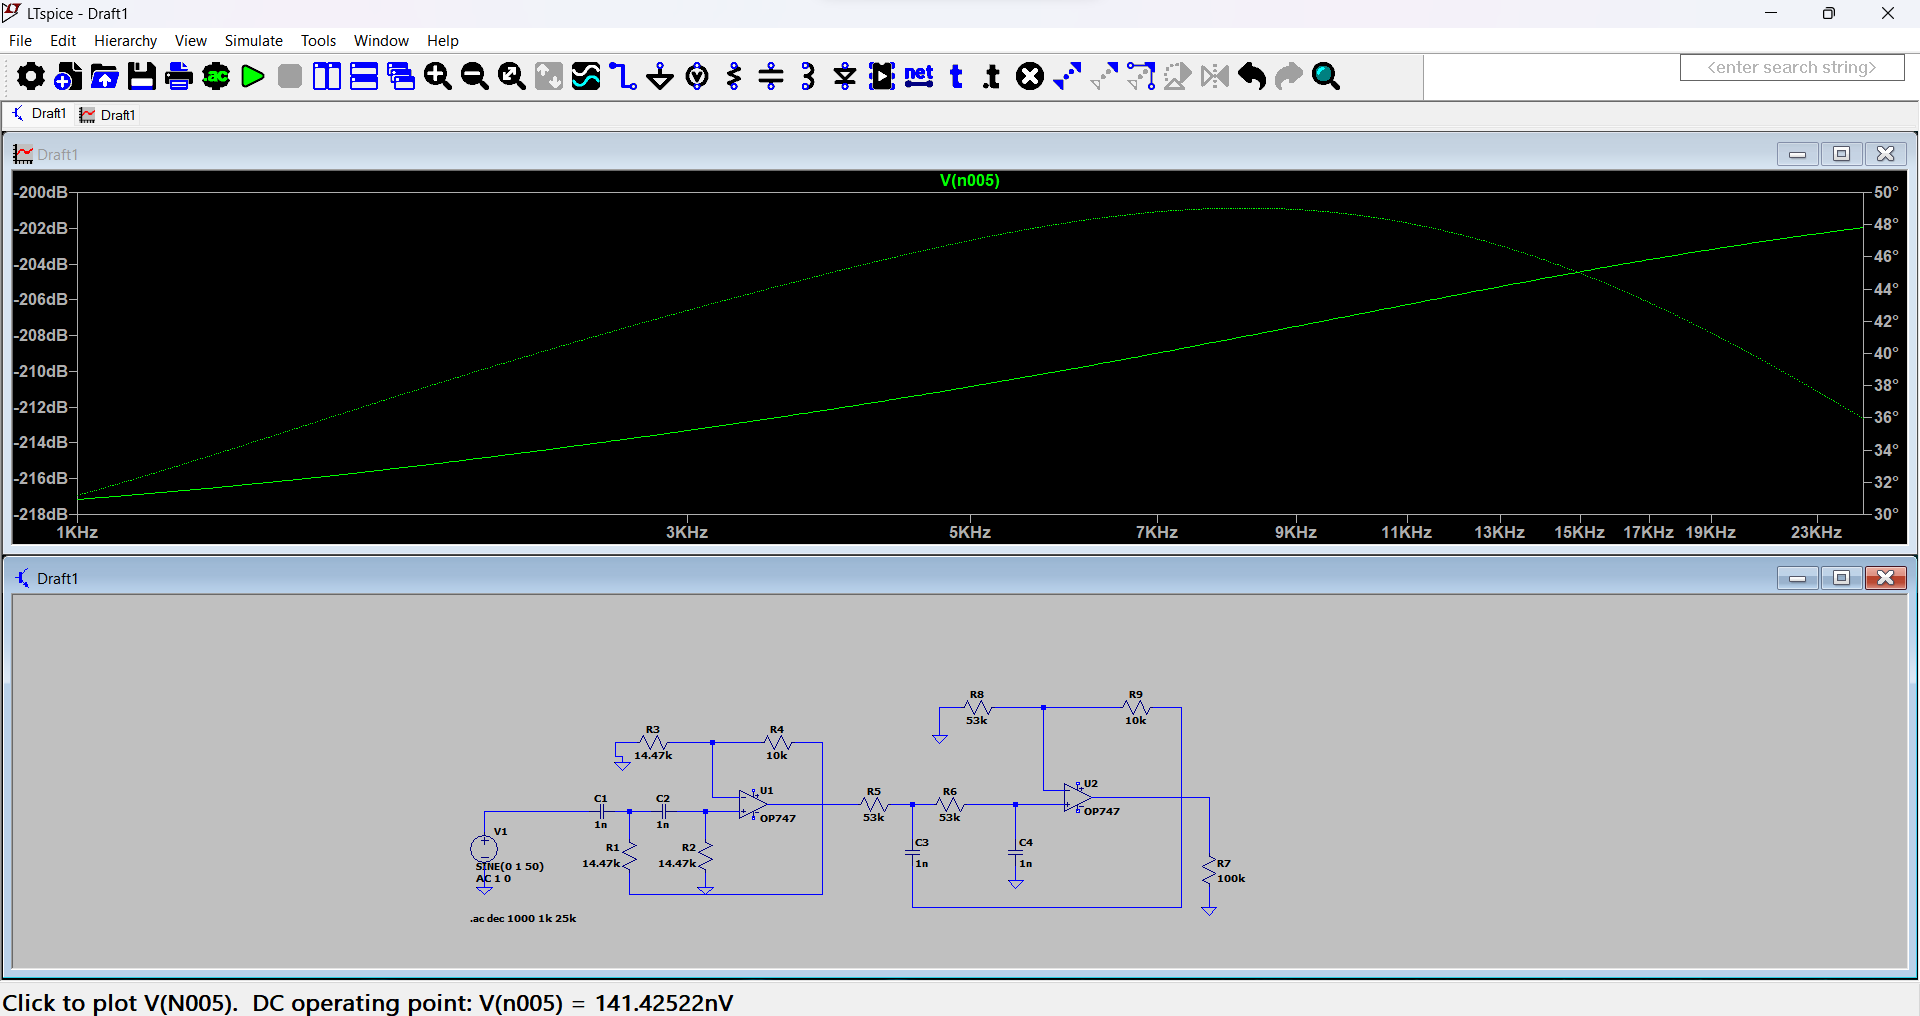 LTspice - Draft1
File Edit Hierarchy View Simulate Tools Window Help
.ac net t .t <enter search string>
Draft1 Draft1
Draft1
V(n005)
-200dB 50°
-202dB 48°
-204dB 46°
-206dB 44°
-208dB 42°
-210dB 40°
-212dB 38°
-214dB 36°
-216dB 34°
-218dB 32°
30°
1KHz 3KHz 5KHz 7KHz 9KHz 11KHz 13KHz 15KHz 17KHz 19KHz 23KHz
Draft1
R8 R9
53k 10k
R3 R4
14.47k 10k
U2
OP747
C1 C2 U1 R5 R6
1n 1n OP747 53k 53k
V1
SINE(0 1 50)
AC 1 0
R1 R2 C3 C4
14.47k 14.47k 1n 1n
R7
100k
.ac dec 1000 1k 25k
Click to plot V(N005). DC operating point: V(n005) = 141.42522nV